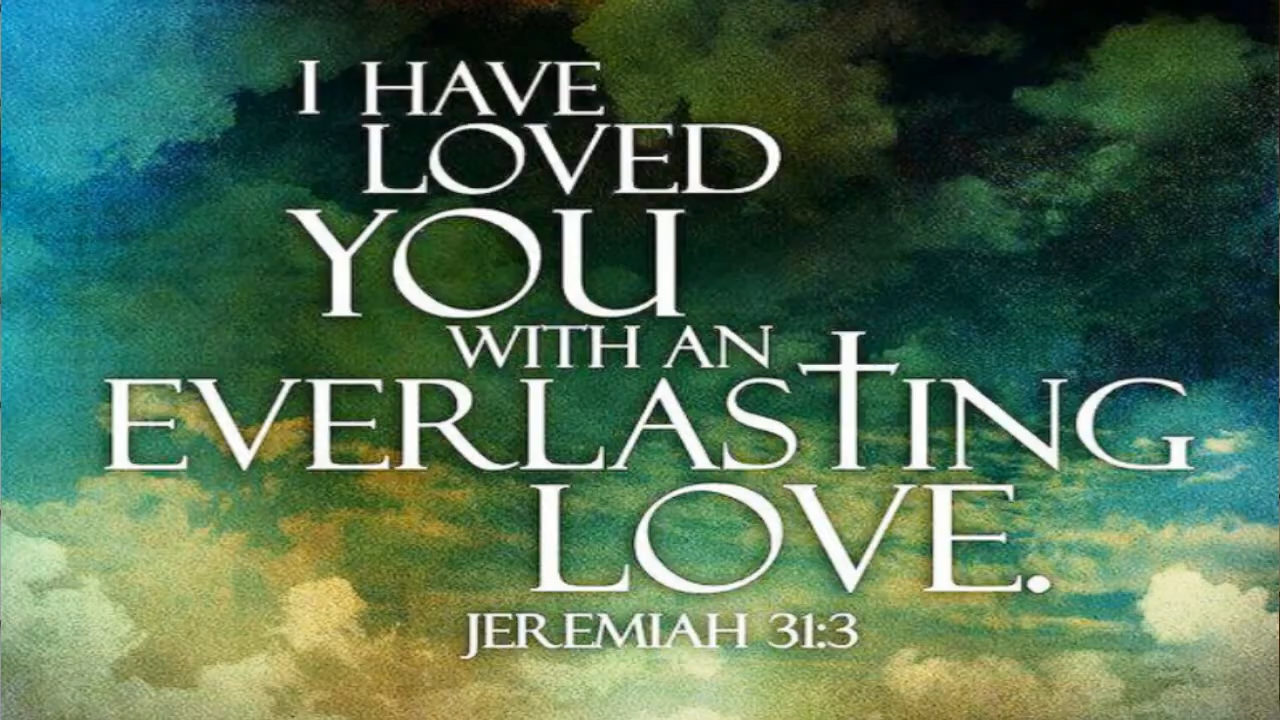 I HAVE
LOVED
YOU
WITH AN
EVERLASTING
LOVE.
JEREMIAH 31:3